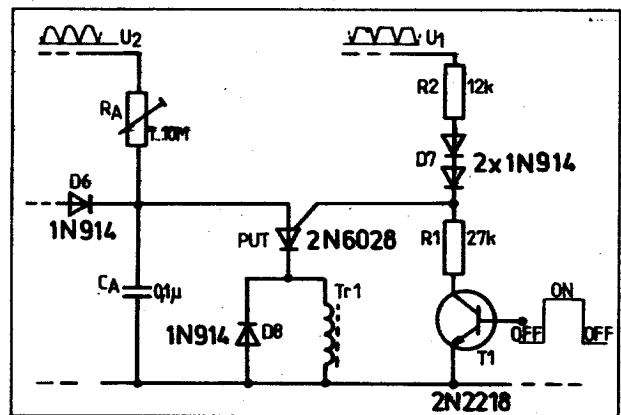 U2
U1
RA
1..10M
R2
12k
D7
2x1N914
D6
1N914
PUT
2N6028
R1
27k
CA
0,1µ
Tr1
1N914
D8
ON
OFF
OFF
T1
2N2218